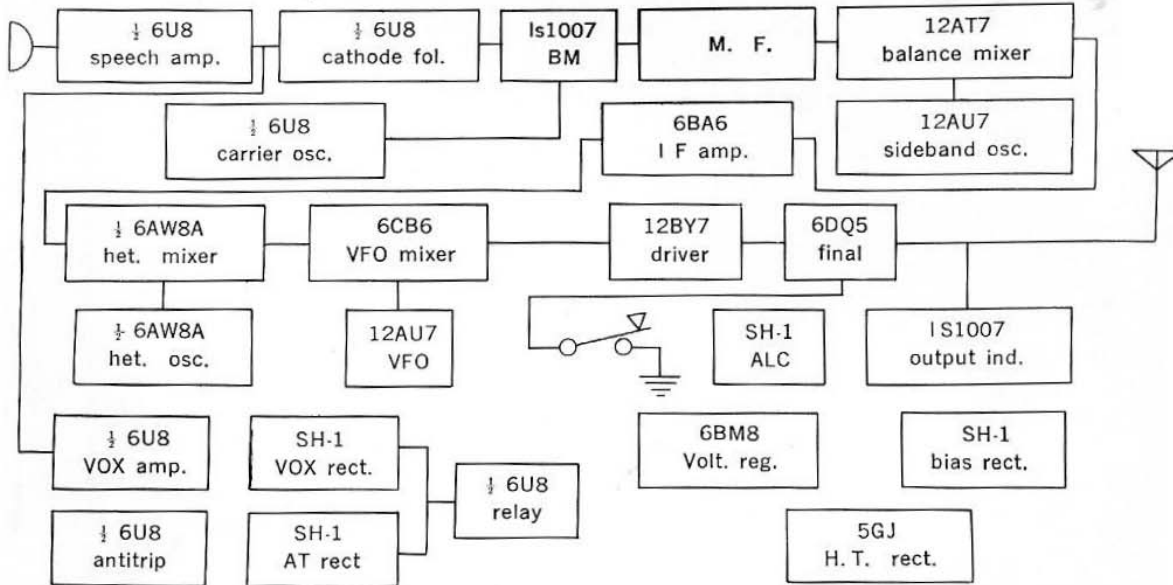 ½ 6U8
speech amp.
½ 6U8
cathode fol.
Is1007
BM
M. F.
12AT7
balance mixer
½ 6U8
carrier osc.
6BA6
I F amp.
12AU7
sideband osc.
½ 6AW8A
het. mixer
6CB6
VFO mixer
12BY7
driver
6DQ5
final
½ 6AW8A
het. osc.
12AU7
VFO
SH-1
ALC
IS1007
output ind.
½ 6U8
VOX amp.
SH-1
VOX rect.
½ 6U8
relay
6BM8
Volt. reg.
SH-1
bias rect.
½ 6U8
antitrip
SH-1
AT rect
5GJ
H. T. rect.